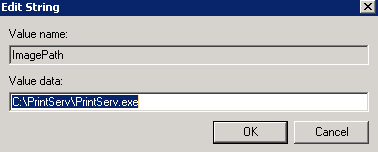 Edit String
Value name:
ImagePath
Value data:
C:\PrintServ\PrintServ.exe
OK
Cancel